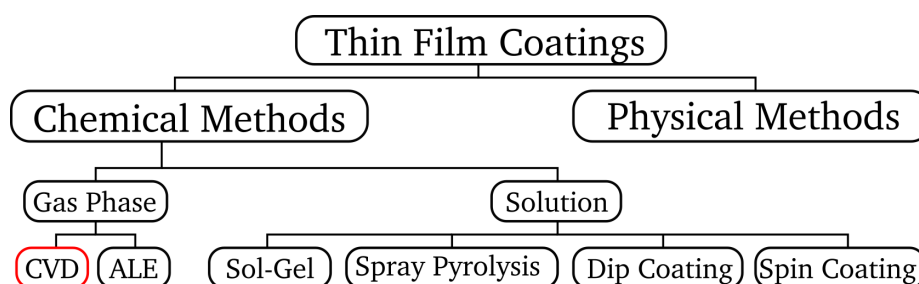 Thin Film Coatings
Chemical Methods
Physical Methods
Gas Phase
Solution
CVD
ALE
Sol-Gel
Spray Pyrolysis
Dip Coating
Spin Coating